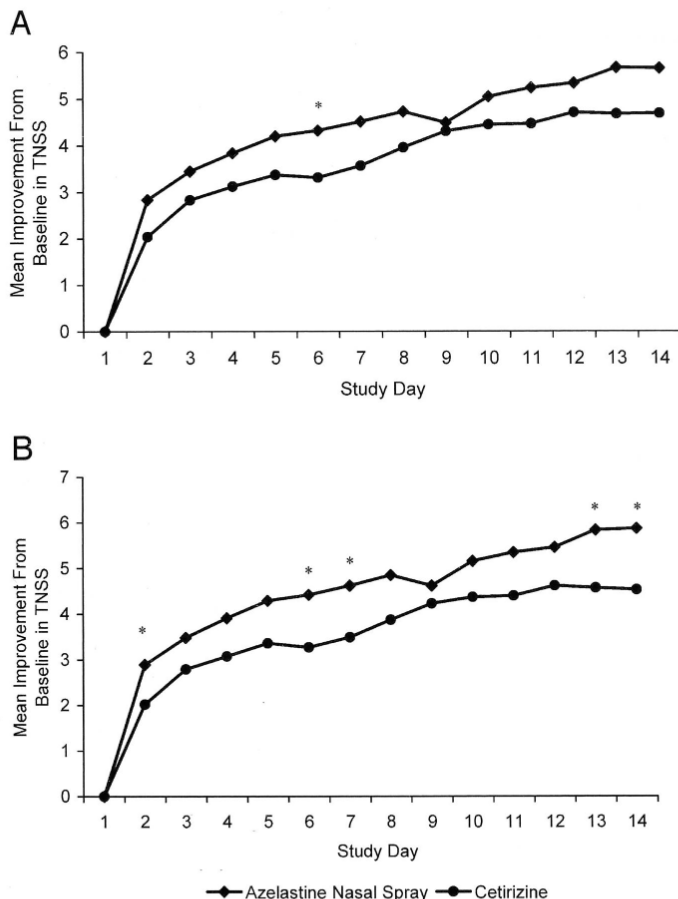 A
6
5
4
3
2
1
0
Mean Improvement From
Baseline in TNSS
*
1 2 3 4 5 6 7 8 9 10 11 12 13 14
Study Day
B
7
6
5
4
3
2
1
0
Mean Improvement From
Baseline in TNSS
* * * * *
1 2 3 4 5 6 7 8 9 10 11 12 13 14
Study Day
Azelastine Nasal Spray Cetirizine